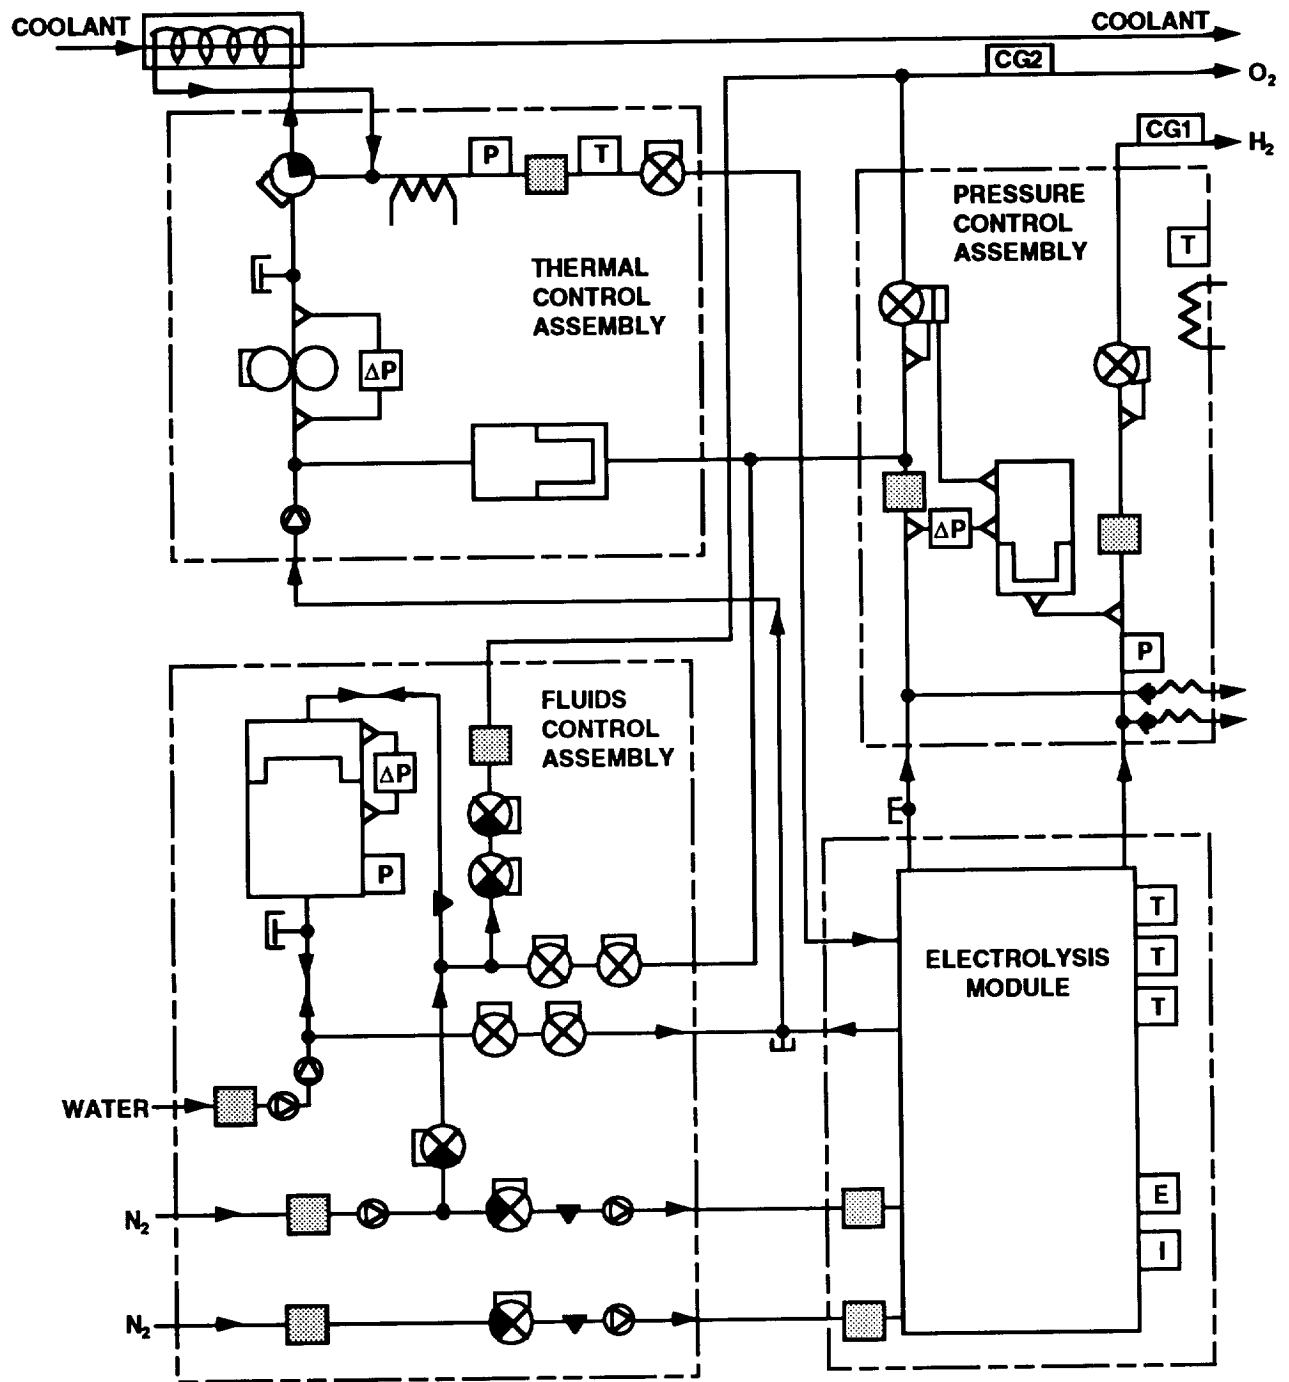 COOLANT
COOLANT
CG2
O₂
CG1
H₂
P
T
PRESSURE
CONTROL
ASSEMBLY
T
THERMAL
CONTROL
ASSEMBLY
ΔP
ΔP
P
FLUIDS
CONTROL
ASSEMBLY
ΔP
P
T
ELECTROLYSIS
MODULE
T
T
WATER
E
N₂
I
N₂